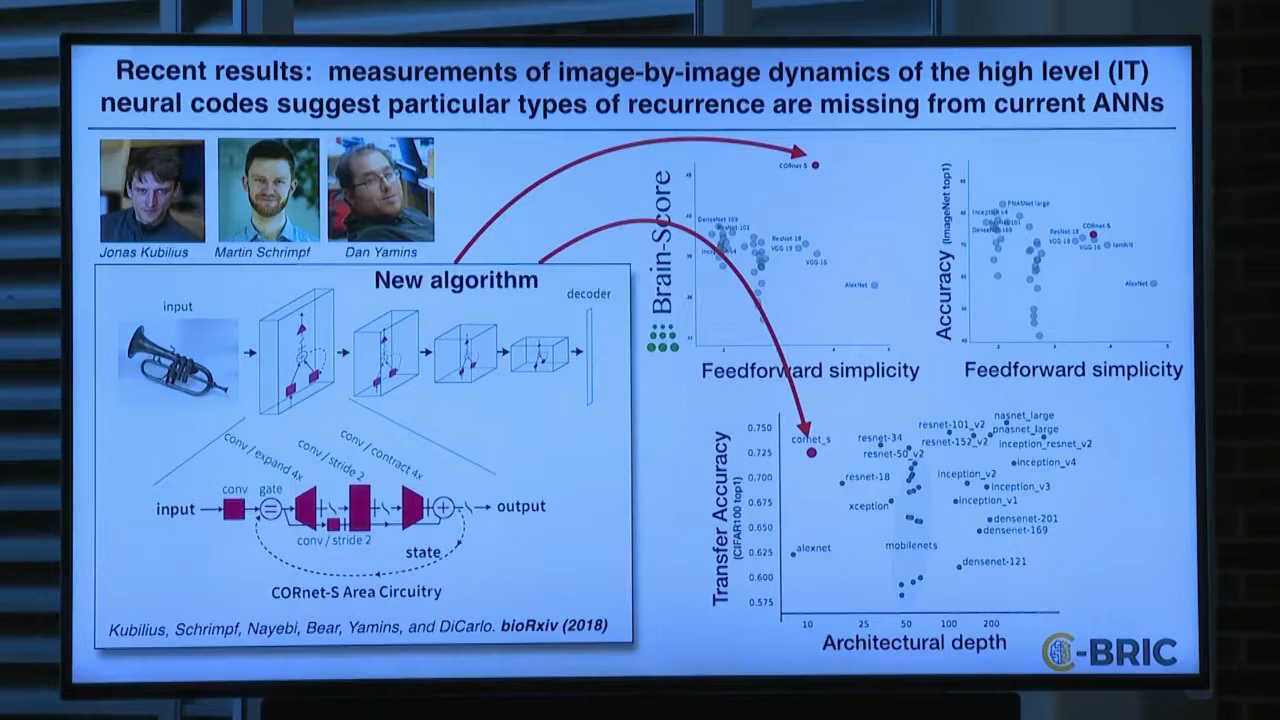 Recent results: measurements of image-by-image dynamics of the high level (IT)
neural codes suggest particular types of recurrence are missing from current ANNs
Jonas Kubilius
Martin Schrimpf
Dan Yamins
New algorithm
input
decoder
conv / expand 4x
conv / stride 2
conv / contract 4x
conv
gate
input
output
conv / stride 2
state
CORnet-S Area Circuitry
Kubilius, Schrimpf, Nayebi, Bear, Yamins, and DiCarlo. bioRxiv (2018)
Brain-Score
CORnet-S
DenseNet-169
ResNet-101
ResNet-18
VGG-19
VGG-16
AlexNet
Feedforward simplicity
Accuracy (ImageNet top1)
PNASNet large
Inception v4
ResNet-18
CORnet-S
VGG-19
VGG-16
AlexNet
Feedforward simplicity
Transfer Accuracy
(CIFAR100 top1)
0.750
0.725
0.700
0.675
0.650
0.625
0.600
0.575
cornet_s
resnet-34
resnet-101_v2
nasnet_large
pnasnet_large
resnet-152_v2
inception_resnet_v2
resnet-50_v2
inception_v4
resnet-18
inception_v2
inception_v3
xception
inception_v1
densenet-201
densenet-169
mobilenets
alexnet
densenet-121
10
25
50
100
200
Architectural depth
C-BRIC